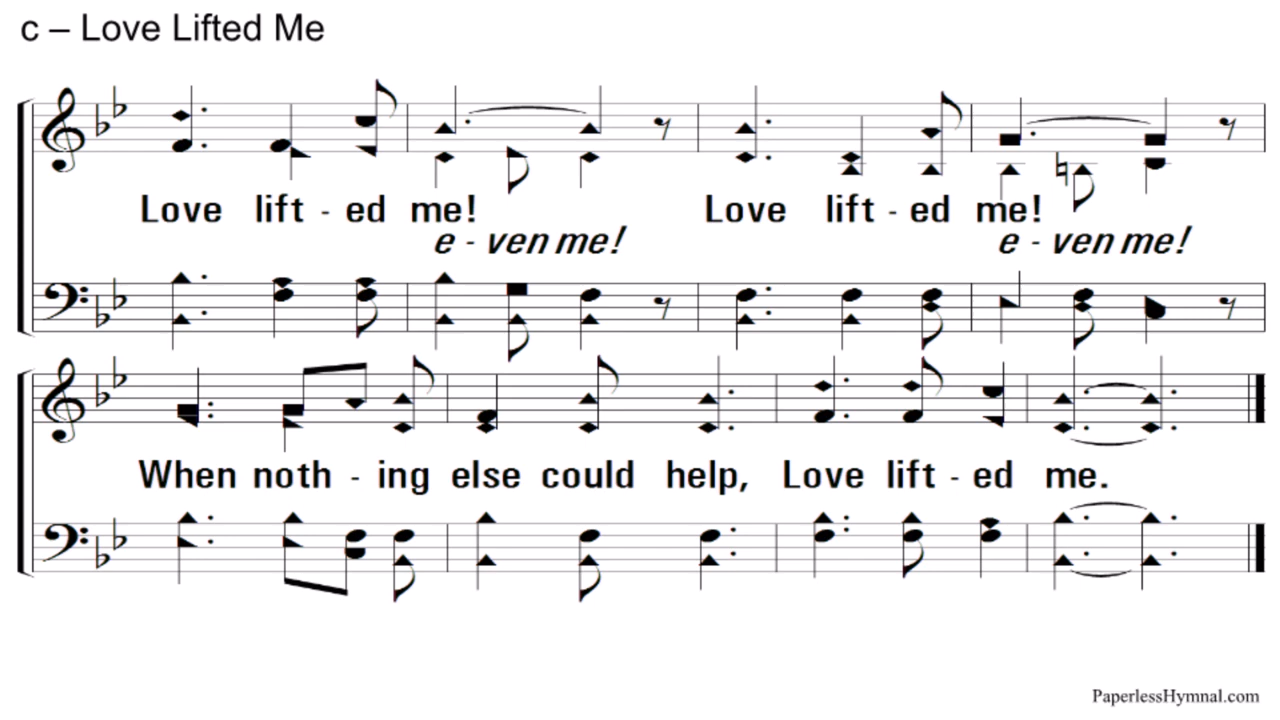 c – Love Lifted Me
Love lift - ed me! Love lift - ed me!
e - ven me! e - ven me!
When noth - ing else could help, Love lift - ed me.
PaperlessHymnal.com